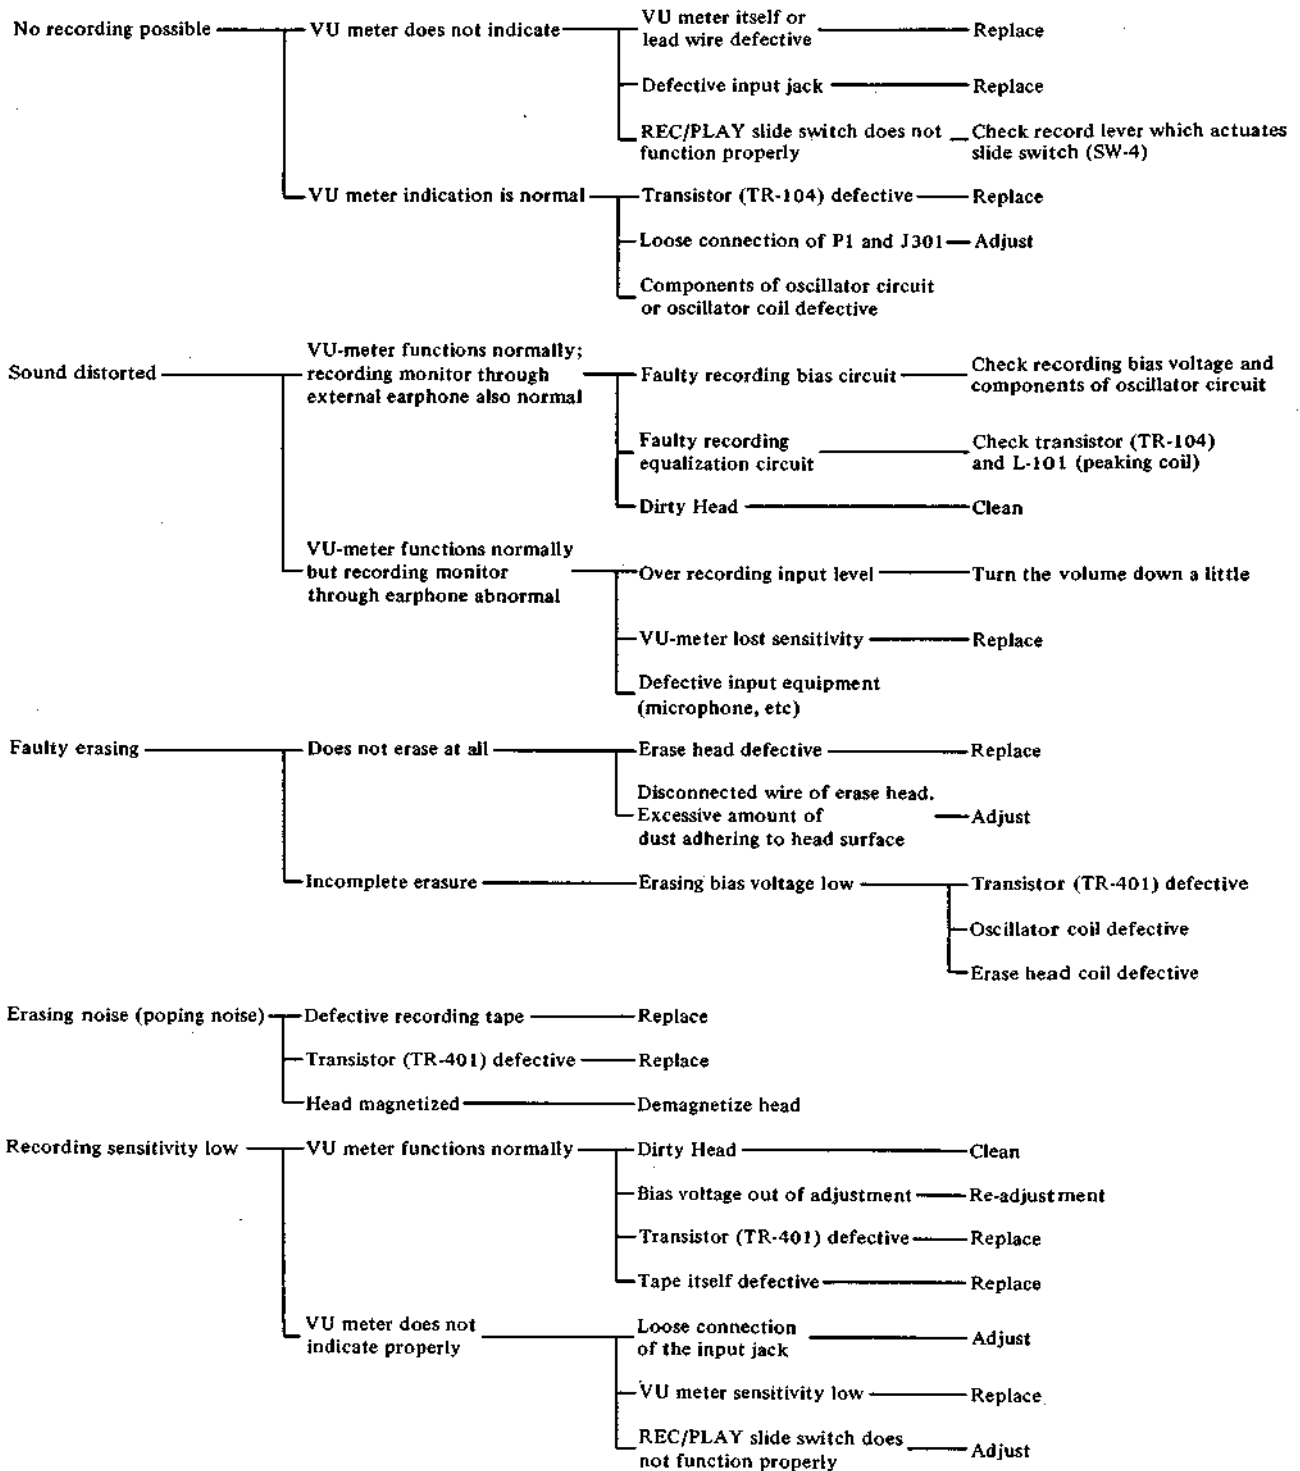 No recording possible
VU meter does not indicate
VU meter itself or
lead wire defective
Replace
Defective input jack
Replace
REC/PLAY slide switch does not
function properly
Check record lever which actuates
slide switch (SW-4)
VU meter indication is normal
Transistor (TR-104) defective
Replace
Loose connection of P1 and J301
Adjust
Components of oscillator circuit
or oscillator coil defective
Sound distorted
VU-meter functions normally;
recording monitor through
external earphone also normal
Faulty recording bias circuit
Check recording bias voltage and
components of oscillator circuit
Faulty recording
equalization circuit
Check transistor (TR-104)
and L-101 (peaking coil)
Dirty Head
Clean
VU-meter functions normally
but recording monitor
through earphone abnormal
Over recording input level
Turn the volume down a little
VU-meter lost sensitivity
Replace
Defective input equipment
(microphone, etc)
Faulty erasing
Does not erase at all
Erase head defective
Replace
Disconnected wire of erase head.
Excessive amount of
dust adhering to head surface
Adjust
Incomplete erasure
Erasing bias voltage low
Transistor (TR-401) defective
Oscillator coil defective
Erase head coil defective
Erasing noise (poping noise)
Defective recording tape
Replace
Transistor (TR-401) defective
Replace
Head magnetized
Demagnetize head
Recording sensitivity low
VU meter functions normally
Dirty Head
Clean
Bias voltage out of adjustment
Re-adjustment
Transistor (TR-401) defective
Replace
Tape itself defective
Replace
VU meter does not
indicate properly
Loose connection
of the input jack
Adjust
VU meter sensitivity low
Replace
REC/PLAY slide switch does
not function properly
Adjust